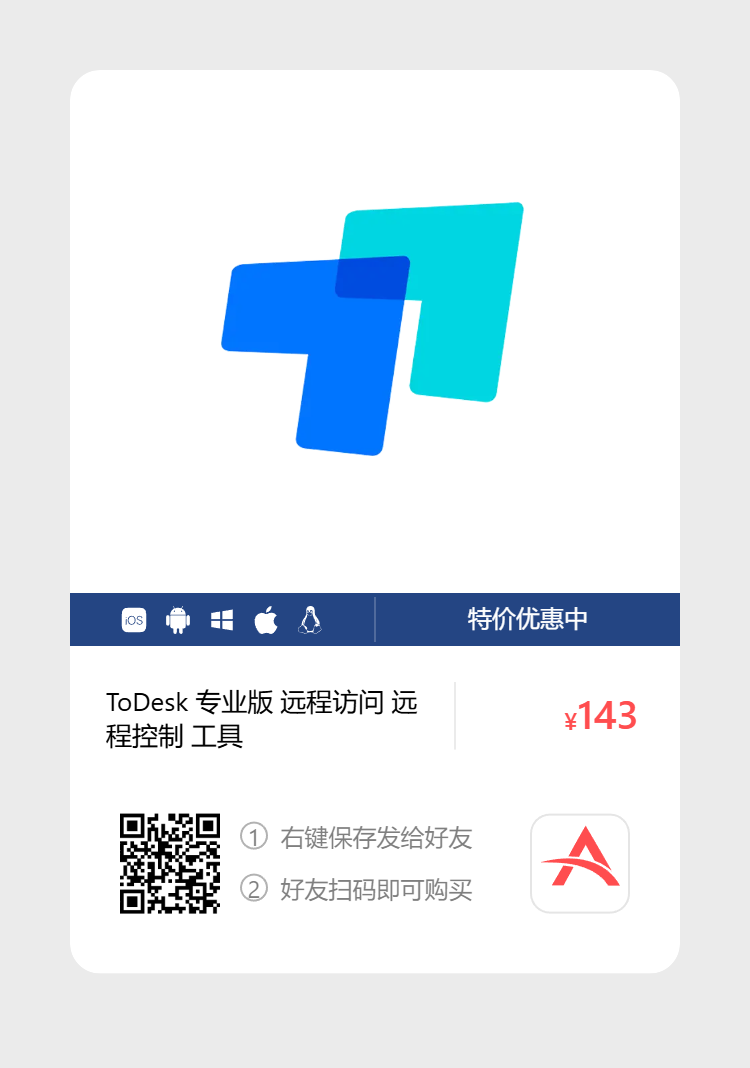 iOS
特价优惠中
ToDesk 专业版 远程访问 远
程控制 工具
¥143
① 右键保存发给好友
② 好友扫码即可购买